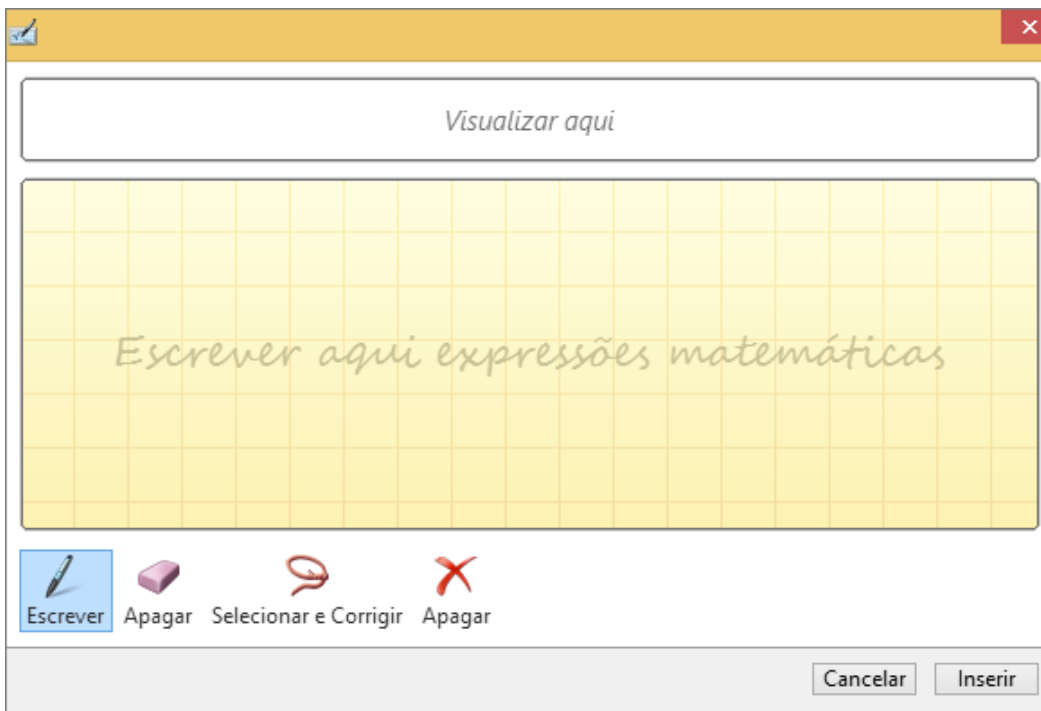 Visualizar aqui
Escrever aqui expressões matemáticas
Escrever Apagar Selecionar e Corrigir Apagar
Cancelar Inserir